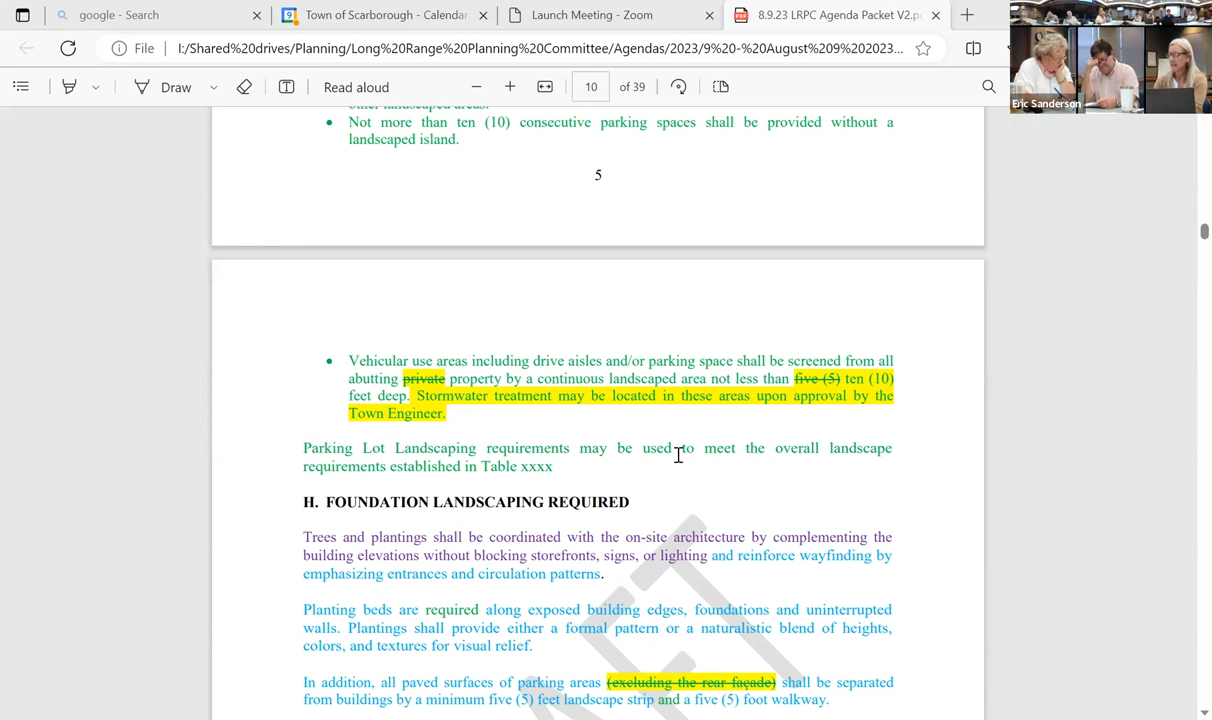 google - Search
Town of Scarborough - Calendar
Launch Meeting - Zoom
8.9.23 LRPC Agenda Packet V2.p
File
I:/Shared%20drives/Planning/Long%20Range%20Planning%20Committee/Agendas/2023/9%20-%20August%209%202023...
Draw
Read aloud
10 of 39
Eric Sanderson
other landscaped areas.
• Not more than ten (10) consecutive parking spaces shall be provided without a
landscaped island.
5
• Vehicular use areas including drive aisles and/or parking space shall be screened from all
abutting private property by a continuous landscaped area not less than five (5) ten (10)
feet deep. Stormwater treatment may be located in these areas upon approval by the
Town Engineer.
Parking Lot Landscaping requirements may be used to meet the overall landscape
requirements established in Table xxxx
H. FOUNDATION LANDSCAPING REQUIRED
Trees and plantings shall be coordinated with the on-site architecture by complementing the
building elevations without blocking storefronts, signs, or lighting and reinforce wayfinding by
emphasizing entrances and circulation patterns.
Planting beds are required along exposed building edges, foundations and uninterrupted
walls. Plantings shall provide either a formal pattern or a naturalistic blend of heights,
colors, and textures for visual relief.
In addition, all paved surfaces of parking areas (excluding the rear façade) shall be separated
from buildings by a minimum five (5) feet landscape strip and a five (5) foot walkway.